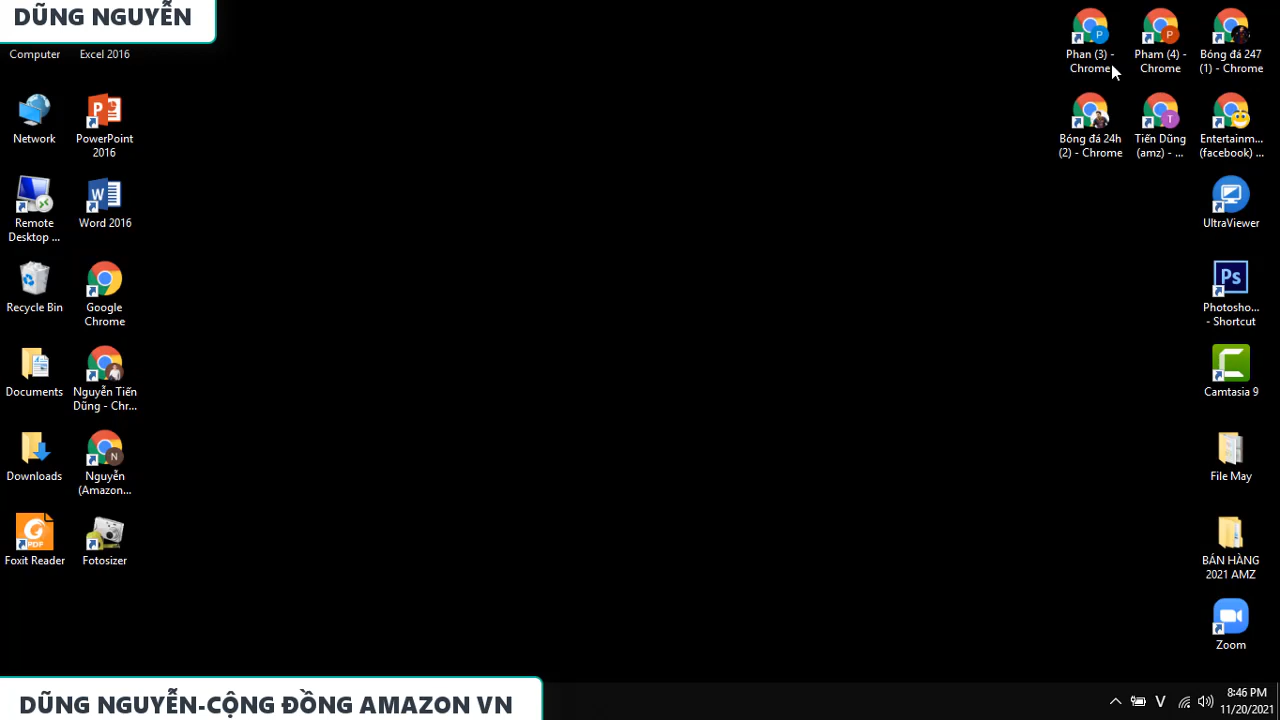 DŨNG NGUYỄN
Computer
Excel 2016
Network
PowerPoint
2016
Remote
Desktop ...
Word 2016
Recycle Bin
Google
Chrome
Documents
Nguyễn Tiến
Dũng - Chr...
Downloads
Nguyễn
(Amazon...
Foxit Reader
Fotosizer
Phan (3) -
Chrome
Pham (4) -
Chrome
Bóng đá 247
(1) - Chrome
Bóng đá 24h
(2) - Chrome
Tiến Dũng
(amz) - ...
Entertainm...
(facebook) ...
UltraViewer
Photosho...
- Shortcut
Camtasia 9
File May
BÁN HÀNG
2021 AMZ
Zoom
DŨNG NGUYỄN-CỘNG ĐỒNG AMAZON VN
V
8:46 PM
11/20/2021